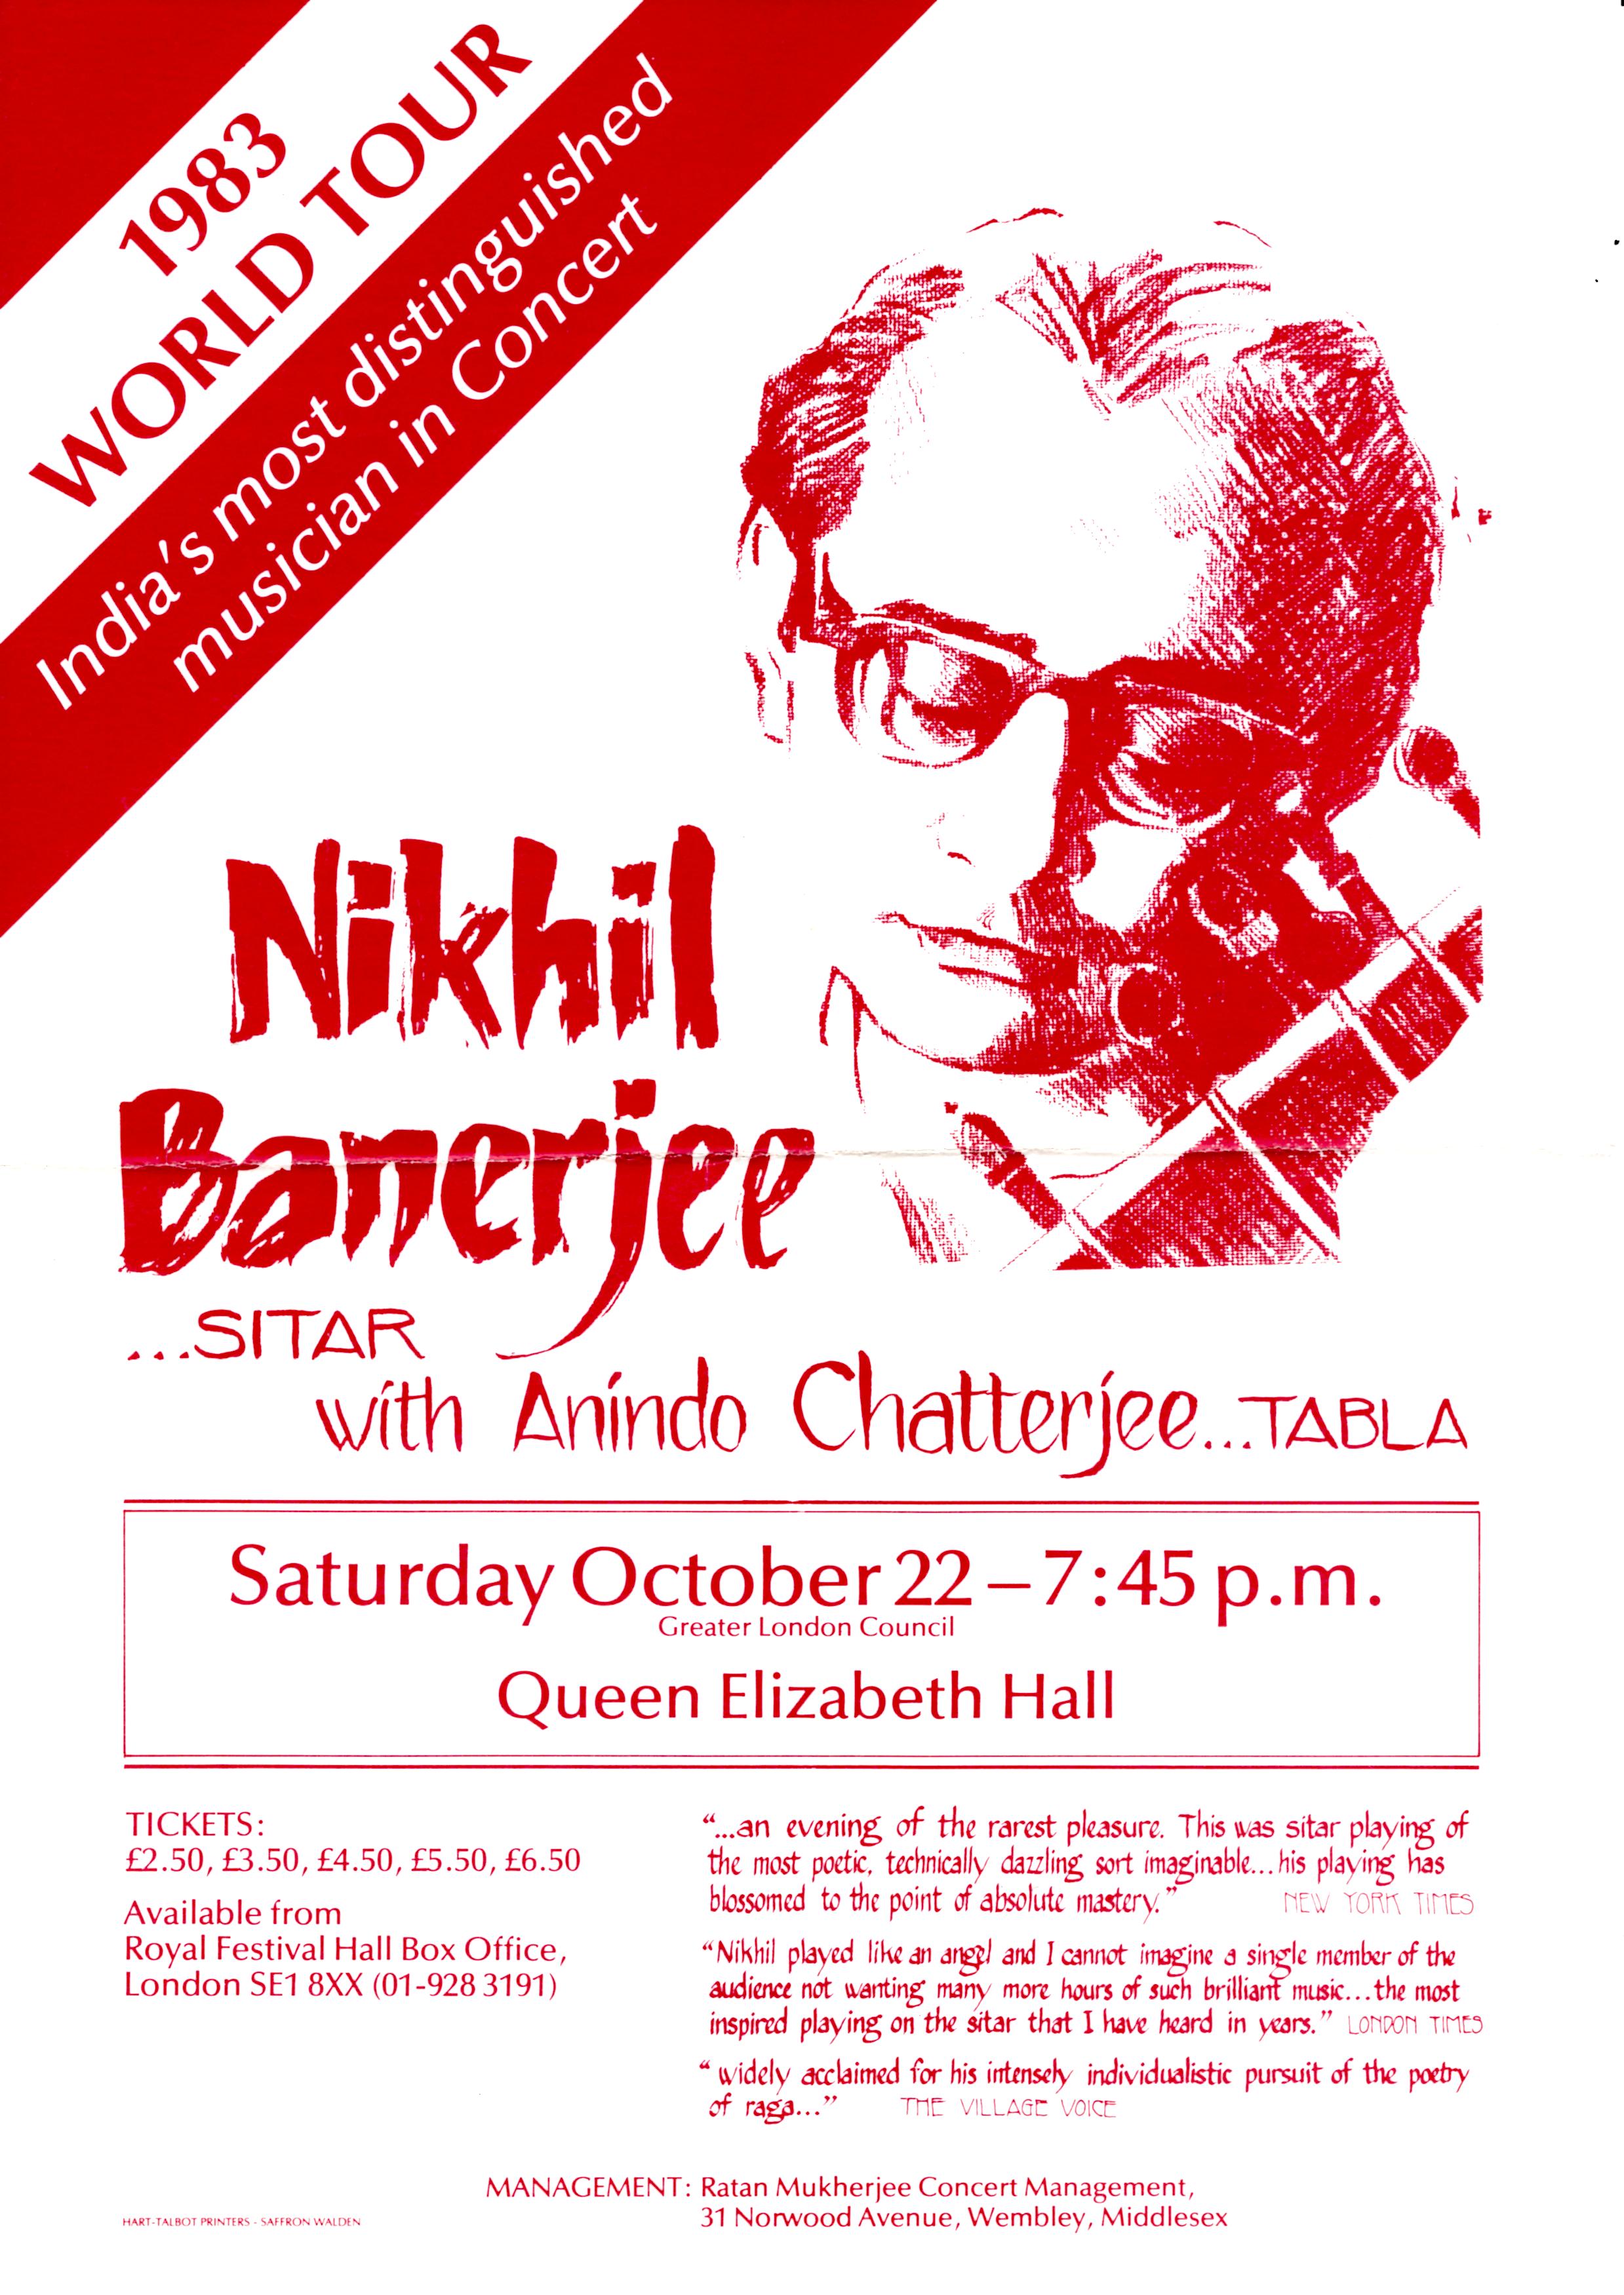 1983
WORLD TOUR
India's most distinguished
musician in Concert
Nikhil
Banerjee
...SITAR
with Anindo Chatterjee...TABLA
Saturday October 22 – 7:45 p.m.
Greater London Council
Queen Elizabeth Hall
TICKETS:
£2.50, £3.50, £4.50, £5.50, £6.50
Available from
Royal Festival Hall Box Office,
London SE1 8XX (01-928 3191)
“...an evening of the rarest pleasure. This was sitar playing of
the most poetic, technically dazzling sort imaginable...his playing has
blossomed to the point of absolute mastery.” NEW YORK TIMES
“Nikhil played like an angel and I cannot imagine a single member of the
audience not wanting many more hours of such brilliant music...the most
inspired playing on the sitar that I have heard in years.” LONDON TIMES
“widely acclaimed for his intensely individualistic pursuit of the poetry
of raga...” THE VILLAGE VOICE
MANAGEMENT: Ratan Mukherjee Concert Management,
31 Norwood Avenue, Wembley, Middlesex
HART-TALBOT PRINTERS - SAFFRON WALDEN